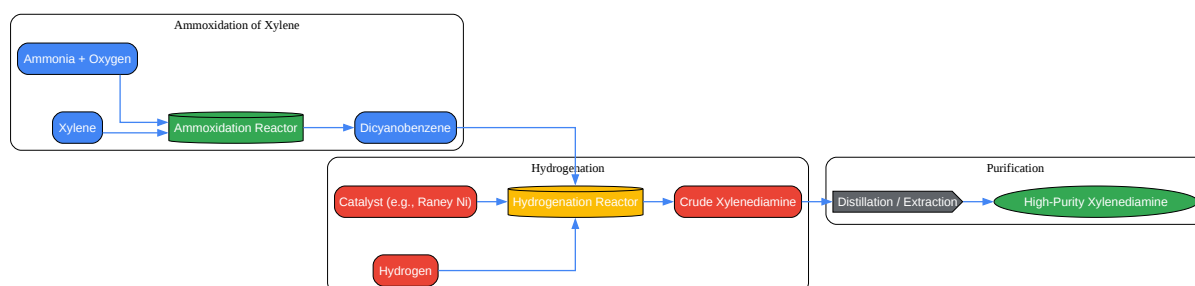 Ammoxidation of Xylene
Ammonia + Oxygen
Xylene
Ammoxidation Reactor
Dicyanobenzene
Hydrogenation
Catalyst (e.g., Raney Ni)
Hydrogenation Reactor
Crude Xylenediamine
Hydrogen
Purification
Distillation / Extraction
High-Purity Xylenediamine